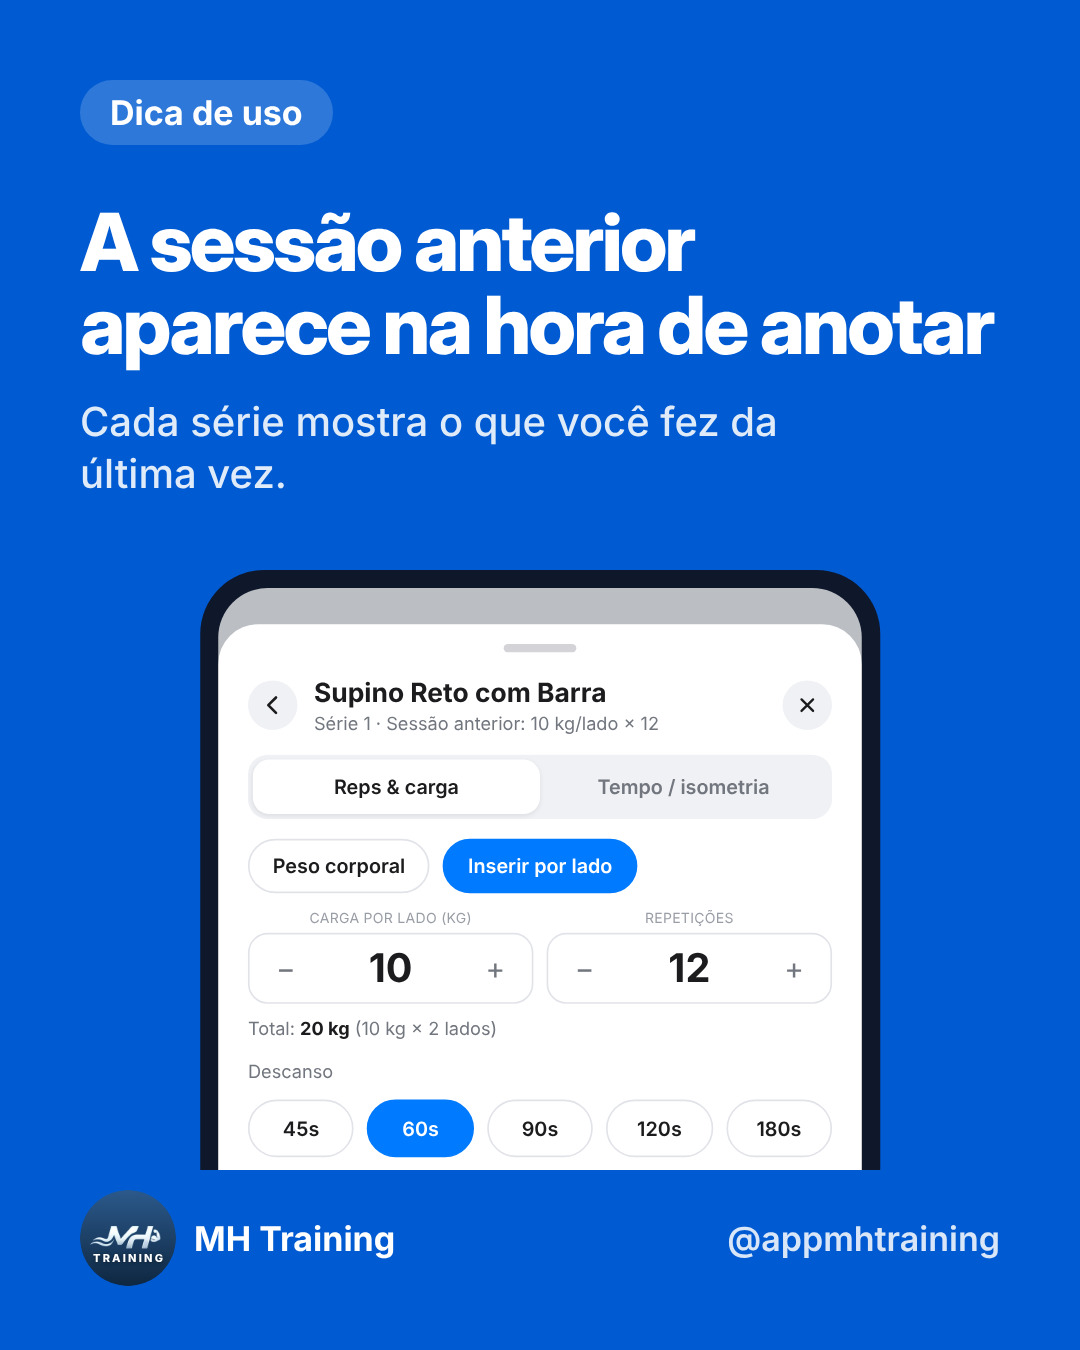 Dica de uso
A sessão anterior
aparece na hora de anotar
Cada série mostra o que você fez da
última vez.
Supino Reto com Barra
Série 1 · Sessão anterior: 10 kg/lado × 12
Reps & carga
Tempo / isometria
Peso corporal
Inserir por lado
CARGA POR LADO (KG)
REPETIÇÕES
− 10 +
− 12 +
Total: 20 kg (10 kg × 2 lados)
Descanso
45s
60s
90s
120s
180s
MH
TRAINING
MH Training
@appmhtraining